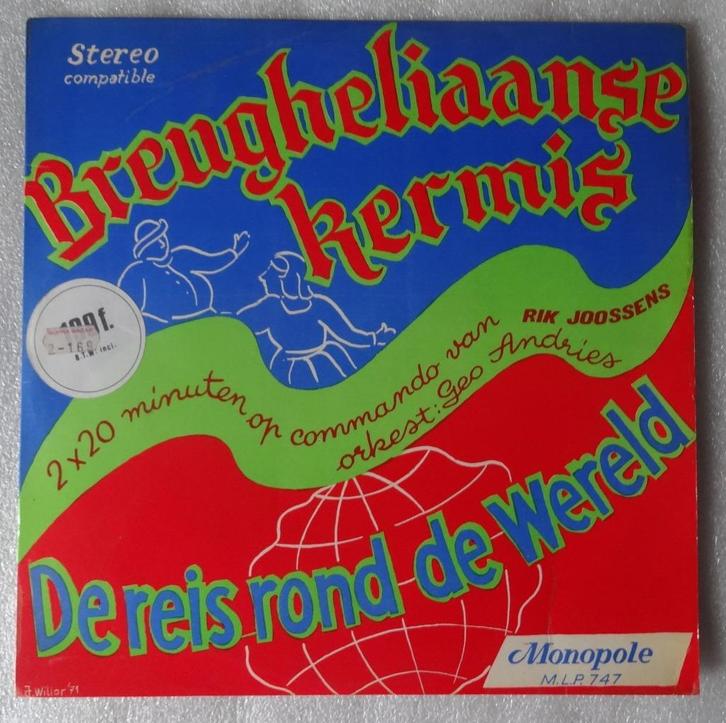 Stereo
compatible
Breugheliaanse
kermis
B.T.W. incl.
2x20 minuten op commando van
RIK JOOSSENS
orkest: Geo Andries
De reis rond de Wereld
Monopole
M.L.P. 747